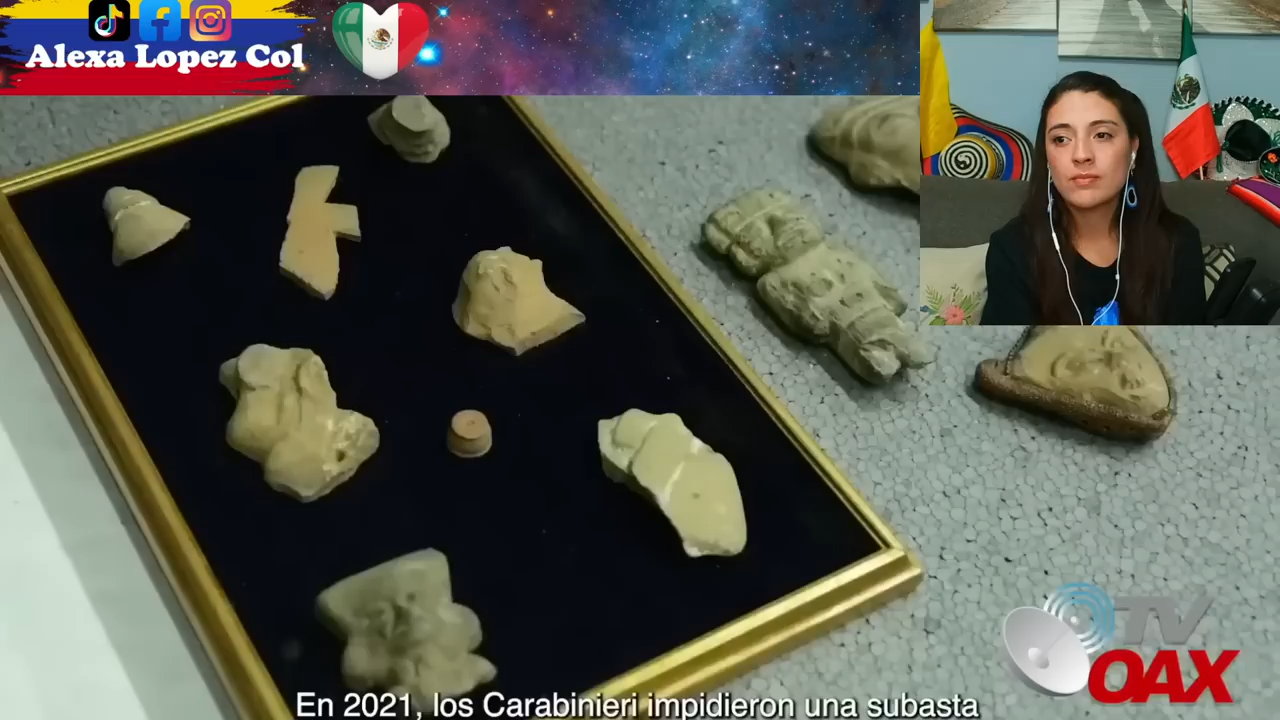 Alexa Lopez Col
TV
OAX
En 2021, los Carabinieri impidieron una subasta